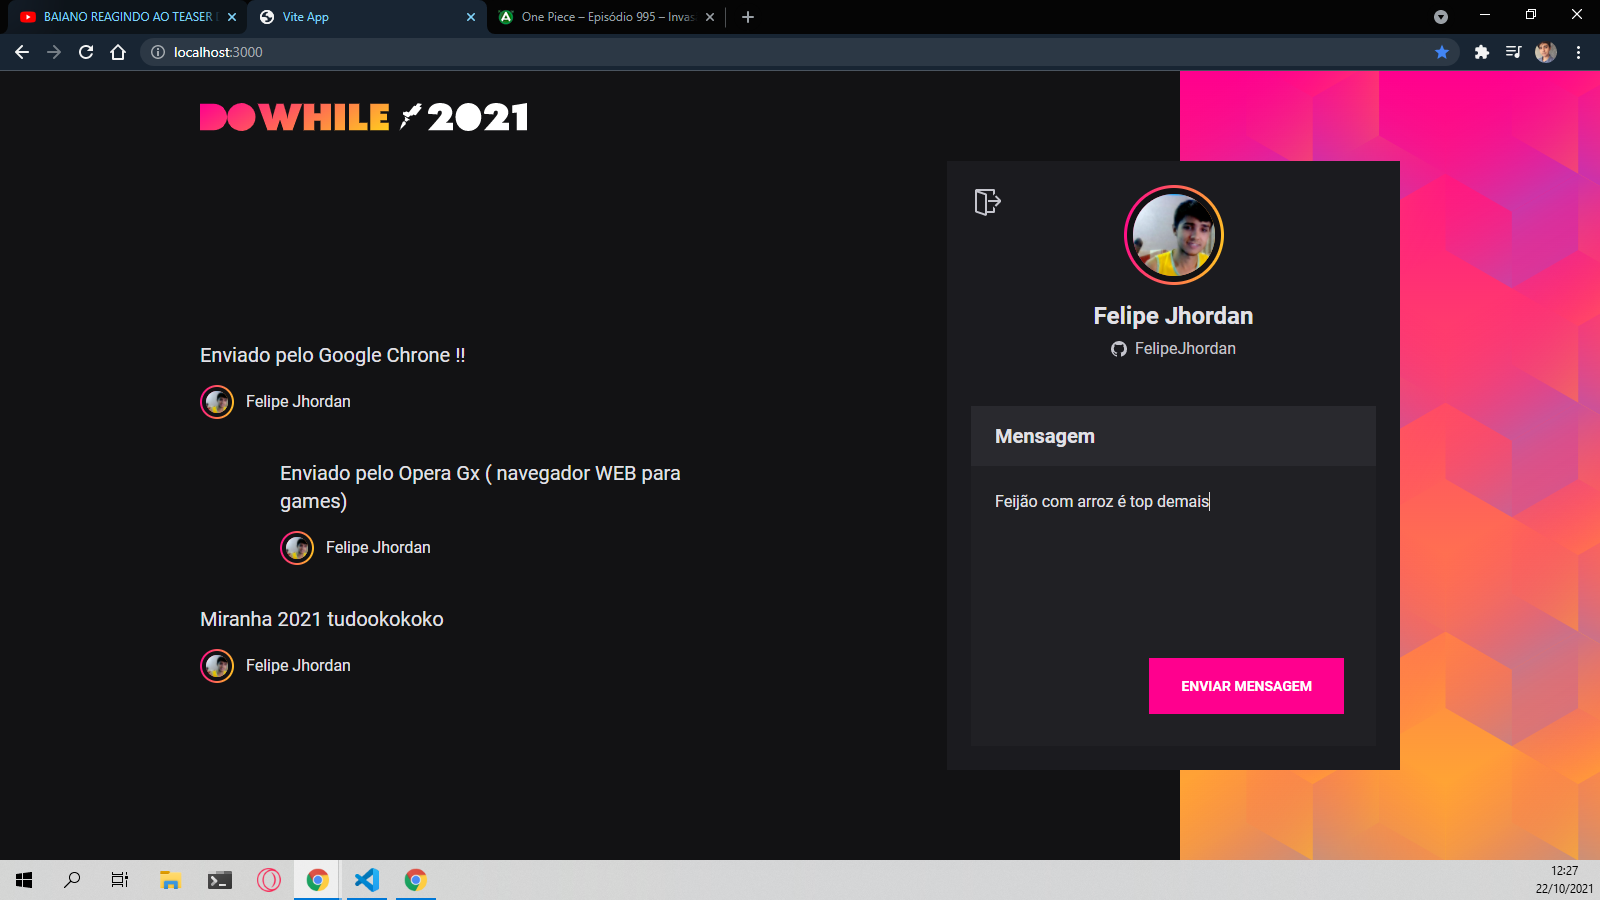 BAIANO REAGINDO AO TEASER
Vite App
One Piece – Episódio 995 – Invas
localhost:3000
DOWHILE 2021
Enviado pelo Google Chrone !!
Felipe Jhordan
Enviado pelo Opera Gx ( navegador WEB para
games)
Felipe Jhordan
Miranha 2021 tudookokoko
Felipe Jhordan
Felipe Jhordan
FelipeJhordan
Mensagem
Feijão com arroz é top demais
ENVIAR MENSAGEM
12:27
22/10/2021